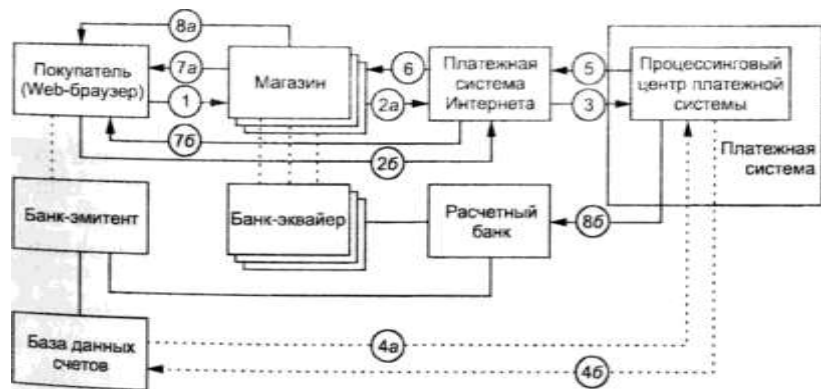 8а
Покупатель
(Web-браузер)
7а
1
Магазин
6
2а
Платежная
система
Интернета
5
3
Процессинговый
центр платежной
системы
7б
2б
Платежная
система
Банк-эмитент
Банк-эквайер
Расчетный
банк
8б
База данных
счетов
4а
4б